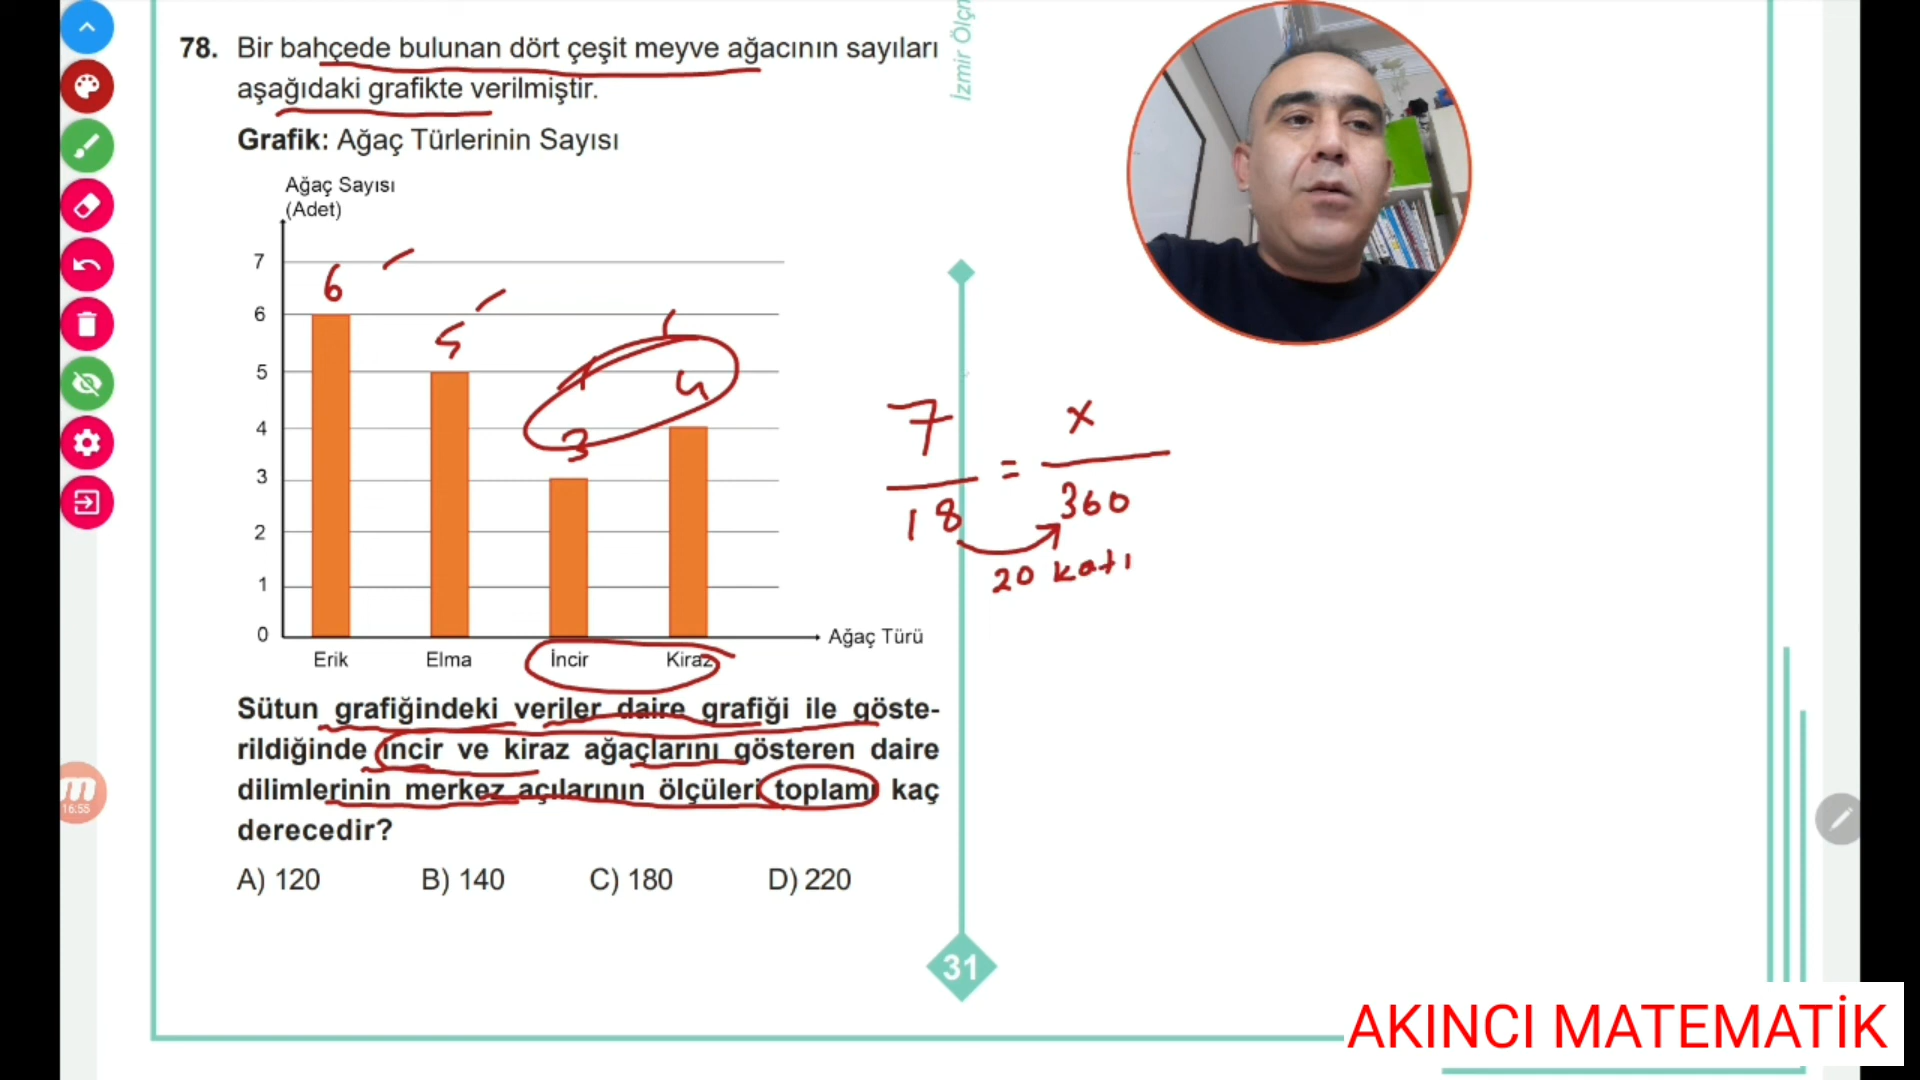 78. Bir bahçede bulunan dört çeşit meyve ağacının sayıları
aşağıdaki grafikte verilmiştir.
Grafik: Ağaç Türlerinin Sayısı
Ağaç Sayısı
(Adet)
7
6
5
4
3
2
1
0
6
5
3
4
Erik
Elma
İncir
Kiraz
Ağaç Türü
Sütun grafiğindeki veriler daire grafiği ile göste-
rildiğinde incir ve kiraz ağaçlarını gösteren daire
dilimlerinin merkez açılarının ölçüleri toplamı kaç
derecedir?
A) 120
B) 140
C) 180
D) 220
İzmir Ölçm
7
18
=
x
360
20 katı
31
16:55
AKINCI MATEMATİK